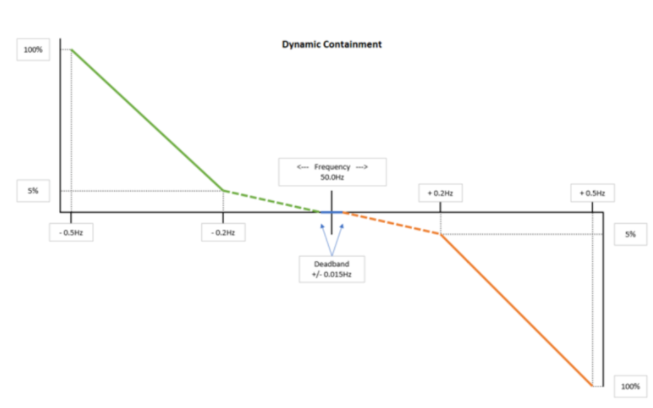 Dynamic Containment
100%
<--- Frequency --->
50.0Hz
5%
+ 0.2Hz
+ 0.5Hz
- 0.5Hz
- 0.2Hz
5%
Deadband
+/- 0.015Hz
100%